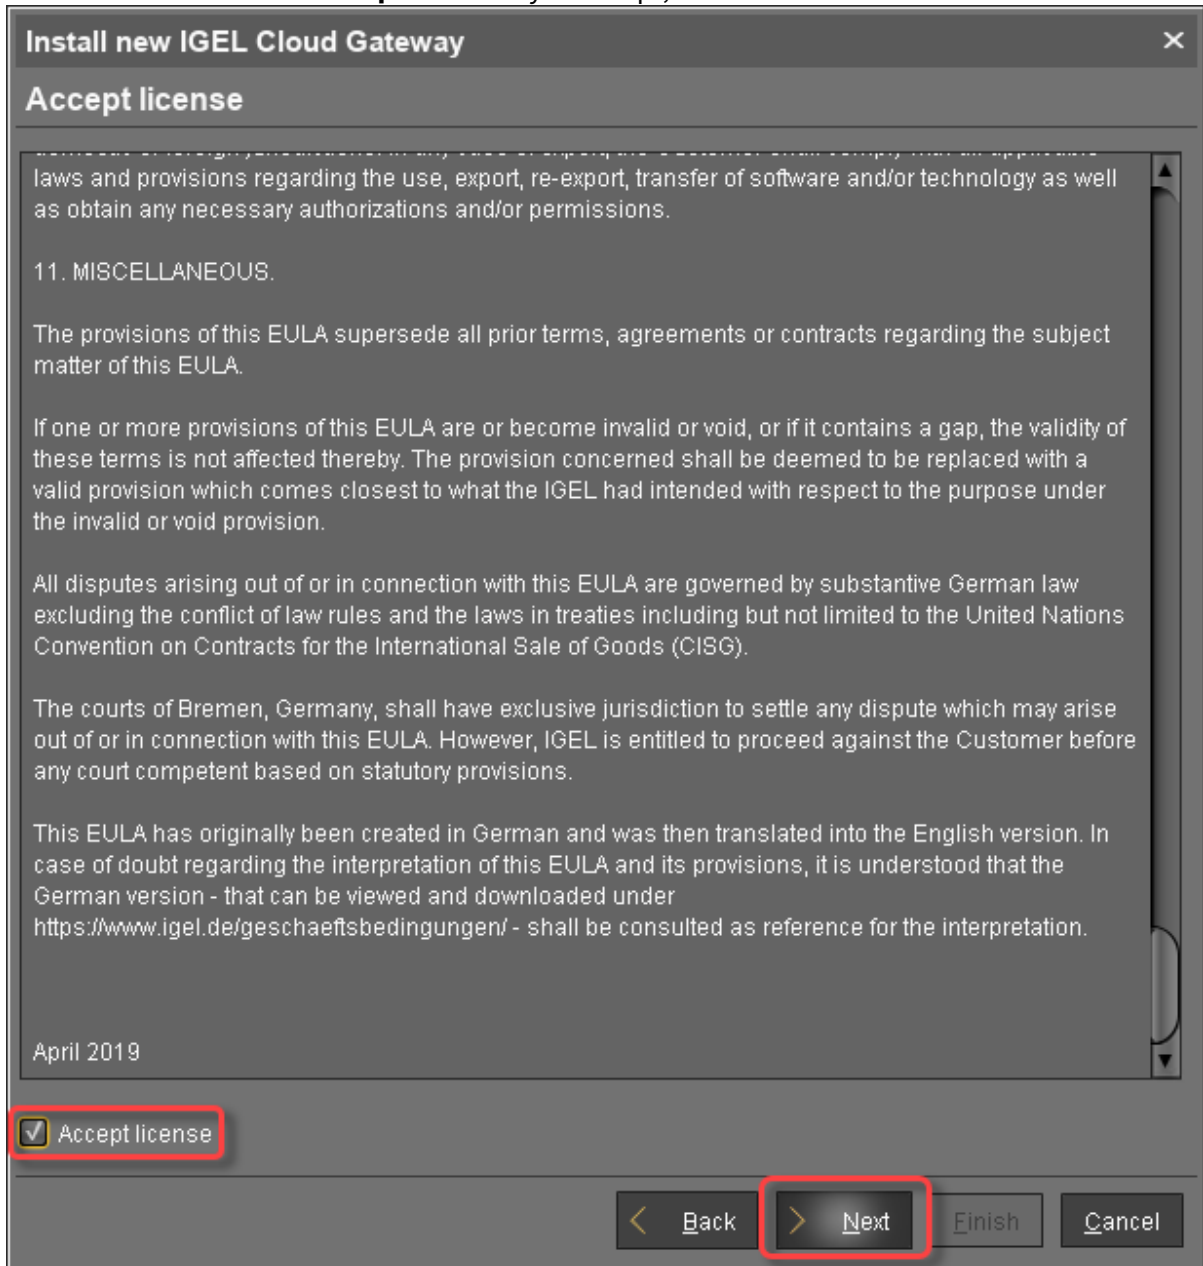 Install new IGEL Cloud Gateway
Accept license
laws and provisions regarding the use, export, re-export, transfer of software and/or technology as well
as obtain any necessary authorizations and/or permissions.
11. MISCELLANEOUS.
The provisions of this EULA supersede all prior terms, agreements or contracts regarding the subject
matter of this EULA.
If one or more provisions of this EULA are or become invalid or void, or if it contains a gap, the validity of
these terms is not affected thereby. The provision concerned shall be deemed to be replaced with a
valid provision which comes closest to what the IGEL had intended with respect to the purpose under
the invalid or void provision.
All disputes arising out of or in connection with this EULA are governed by substantive German law
excluding the conflict of law rules and the laws in treaties including but not limited to the United Nations
Convention on Contracts for the International Sale of Goods (CISG).
The courts of Bremen, Germany, shall have exclusive jurisdiction to settle any dispute which may arise
out of or in connection with this EULA. However, IGEL is entitled to proceed against the Customer before
any court competent based on statutory provisions.
This EULA has originally been created in German and was then translated into the English version. In
case of doubt regarding the interpretation of this EULA and its provisions, it is understood that the
German version - that can be viewed and downloaded under
https://www.igel.de/geschaeftsbedingungen/ - shall be consulted as reference for the interpretation.
April 2019
Accept license
Back Next Finish Cancel